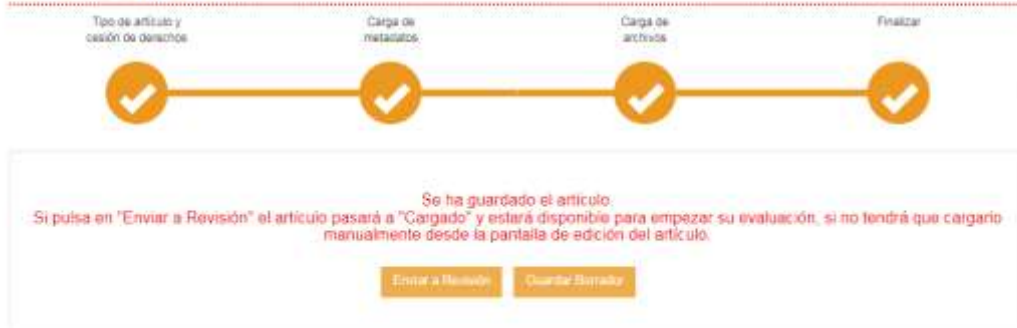 Tipo de artículo y
cesión de derechos
Carga de
metadatos
Carga de
archivos
Finalizar
Se ha guardado el artículo
Si pulsa en "Enviar a Revisión" el artículo pasará a "Cargado" y estará disponible para empezar su evaluación, si no tendrá que cargarlo
manualmente desde la pantalla de edición del artículo.
Enviar a Revisión
Guardar Borrador